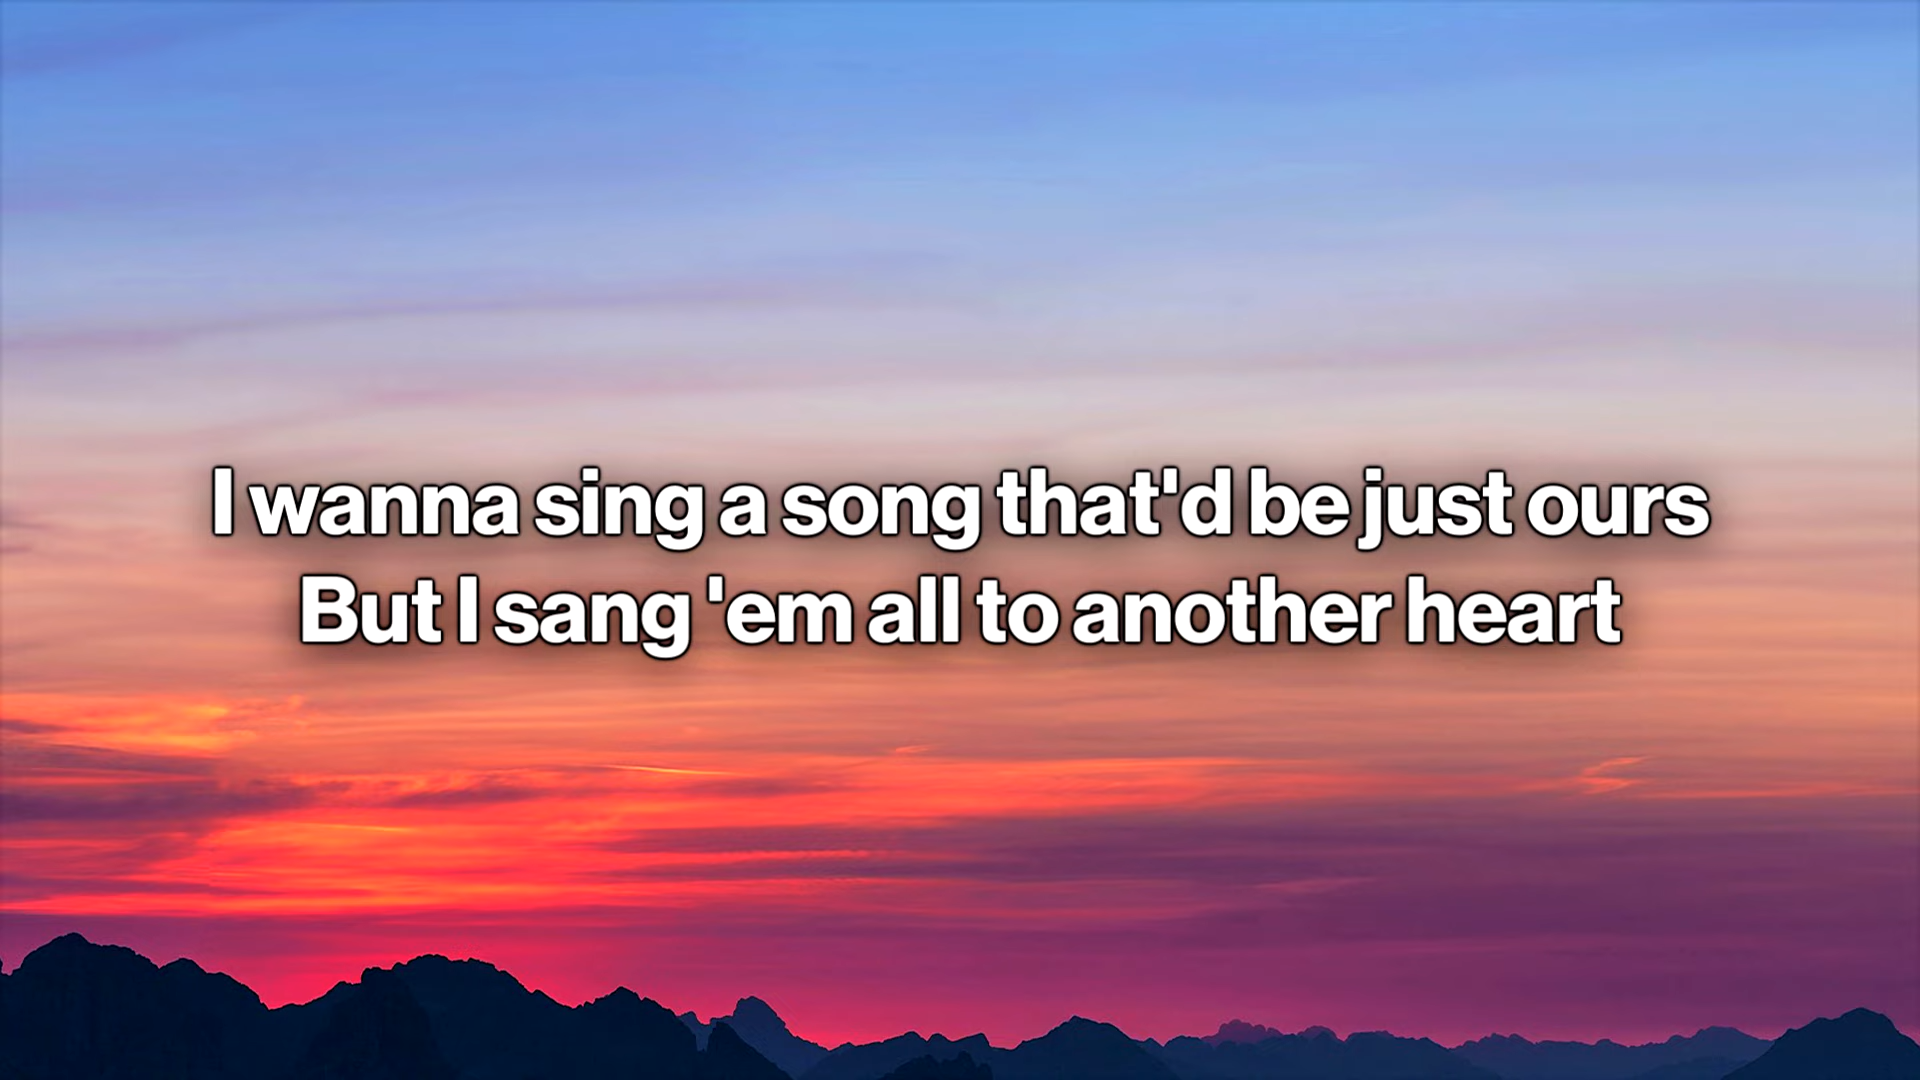 I wanna sing a song that'd be just ours
But I sang 'em all to another heart